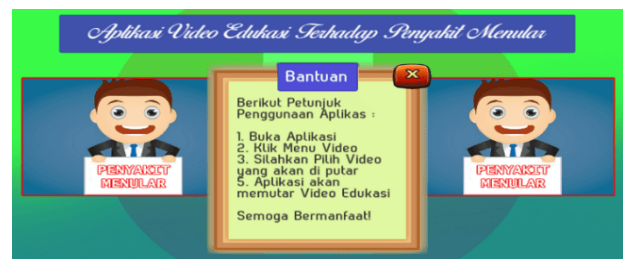 Aplikasi Video Edukasi Terhadap Penyakit Menular
Bantuan
Berikut Petunjuk
Penggunaan Aplikas :
1. Buka Aplikasi
2. Klik Menu Video
3. Silahkan Pilih Video
yang akan di putar
5. Aplikasi akan
memutar Video Edukasi
Semoga Bermanfaat!
PENYAKIT
MENULAR
PENYAKIT
MENULAR